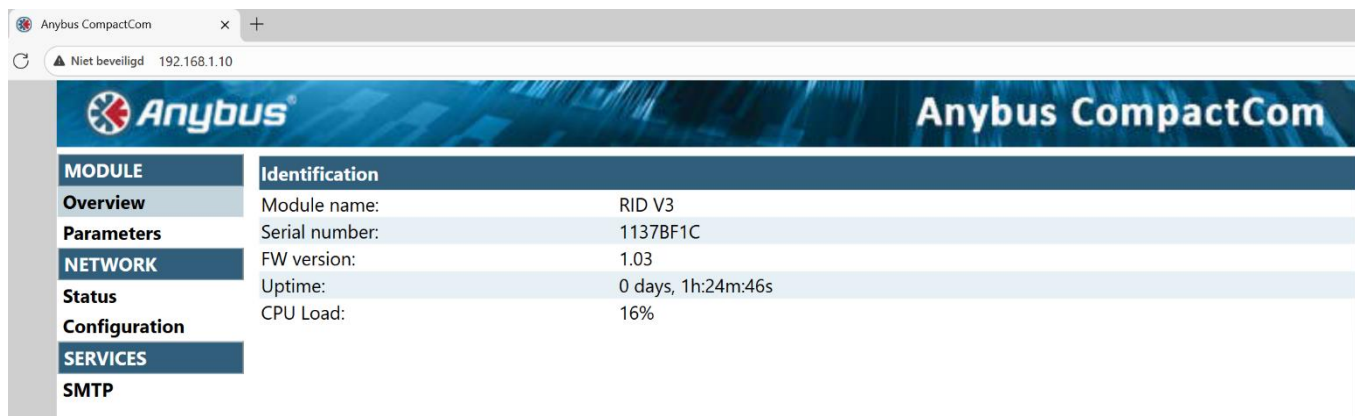 Anybus CompactCom
Niet beveiligd 192.168.1.10
Anybus® Anybus CompactCom
MODULE
Overview
Parameters
NETWORK
Status
Configuration
SERVICES
SMTP
Identification
Module name: RID V3
Serial number: 1137BF1C
FW version: 1.03
Uptime: 0 days, 1h:24m:46s
CPU Load: 16%